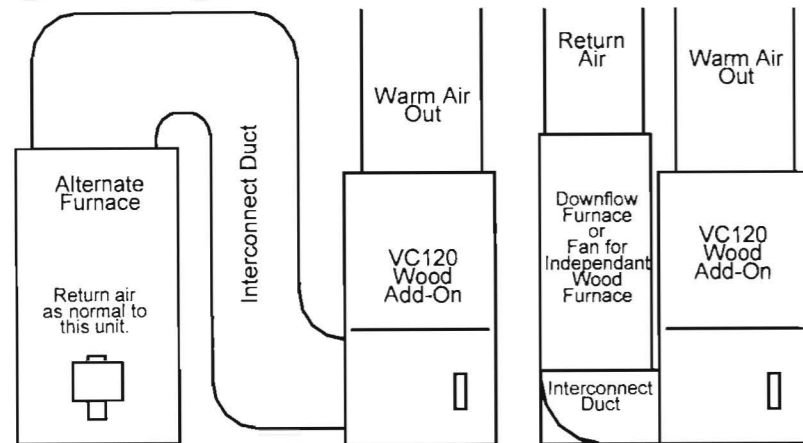 Alternate
Furnace
Return air
as normal to
this unit.
Interconnect Duct
Warm Air
Out
VC120
Wood
Add-On
Return
Air
Downflow
Furnace
or
Fan for
Independant
Wood
Furnace
Interconnect
Duct
Warm Air
Out
VC120
Wood
Add-On